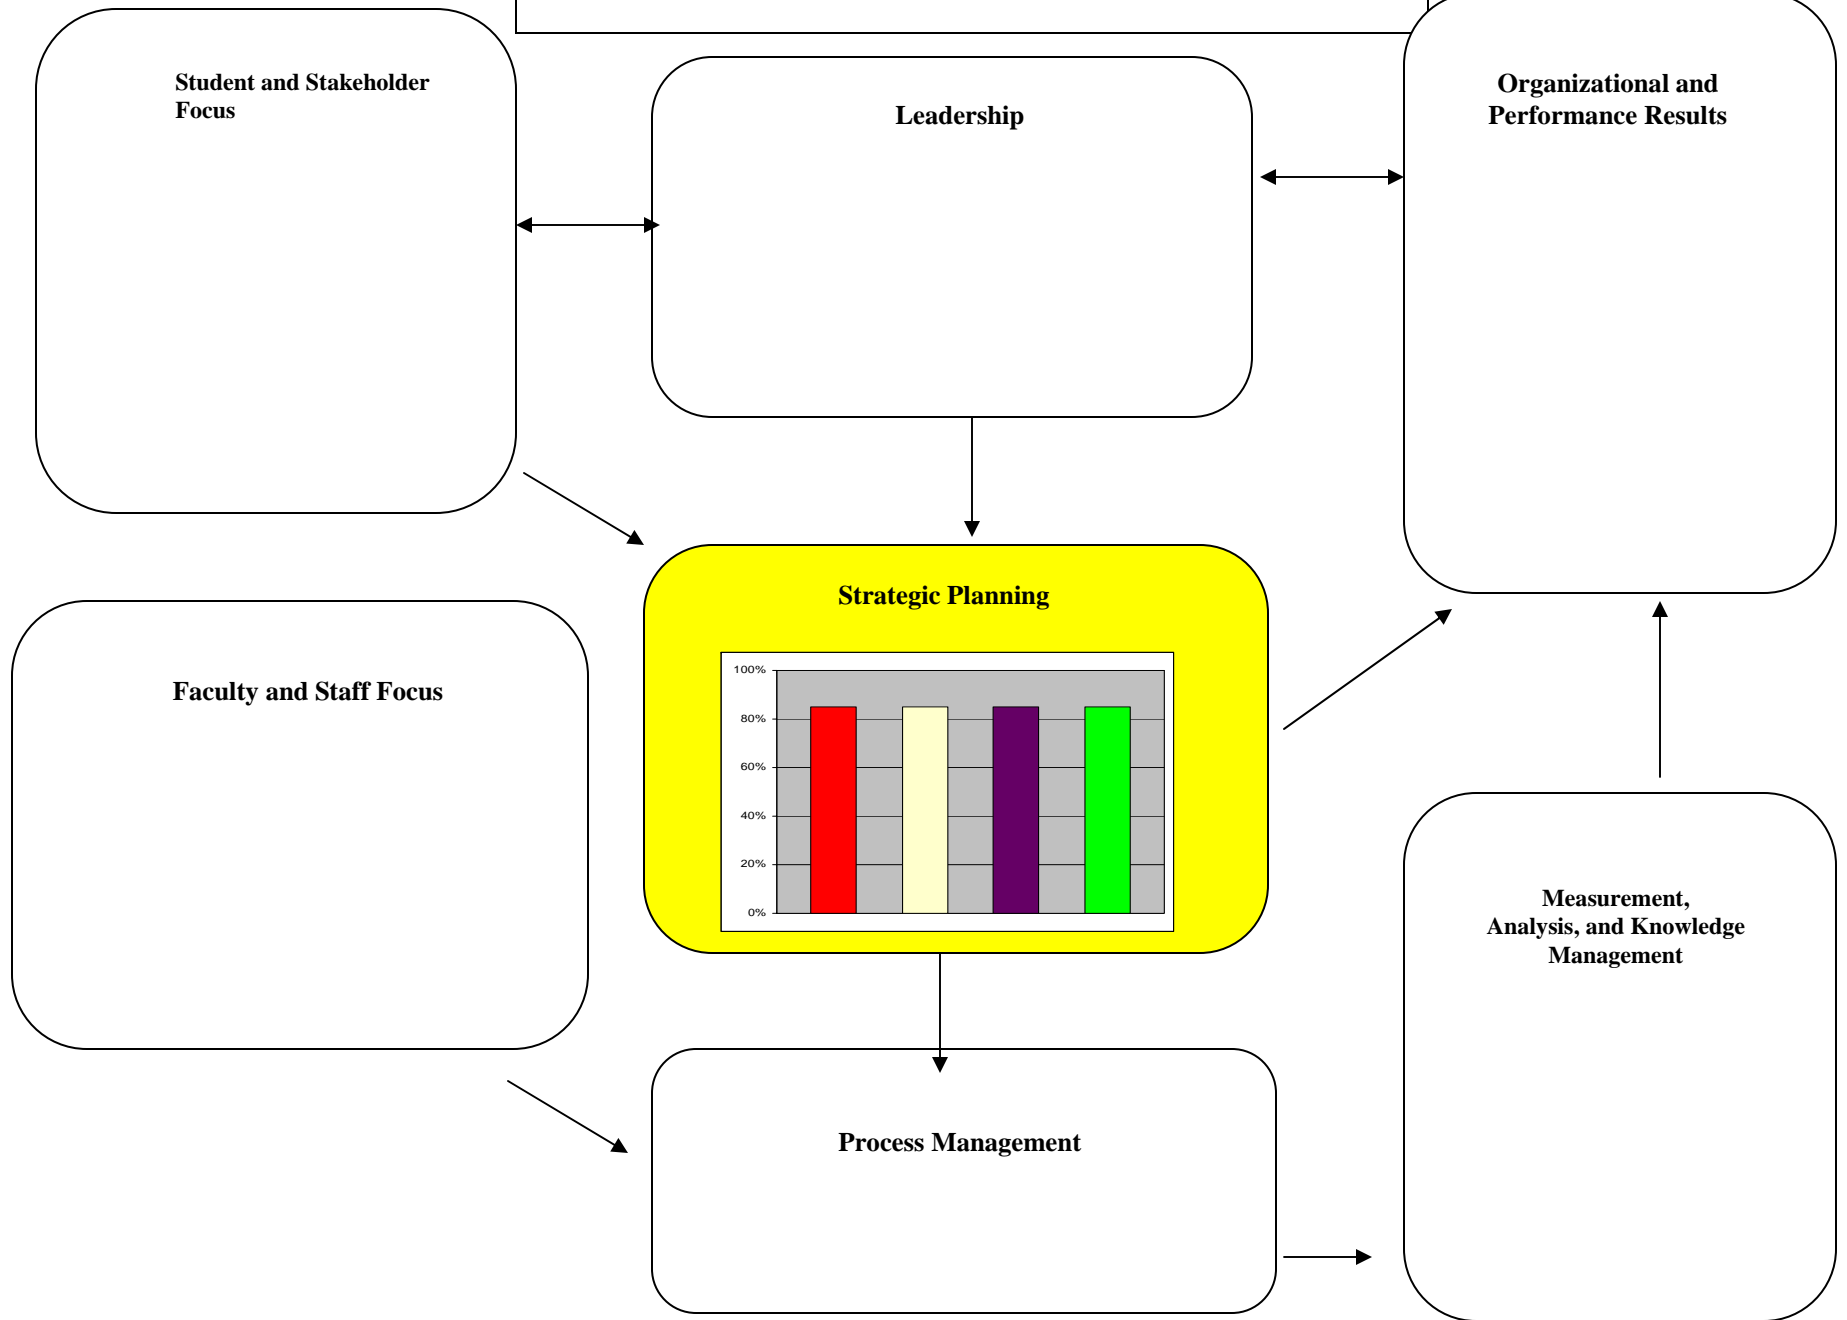 Student and Stakeholder
Focus
Leadership
Organizational and
Performance Results
Strategic Planning
100%
80%
60%
40%
20%
0%
Faculty and Staff Focus
Measurement,
Analysis, and Knowledge
Management
Process Management